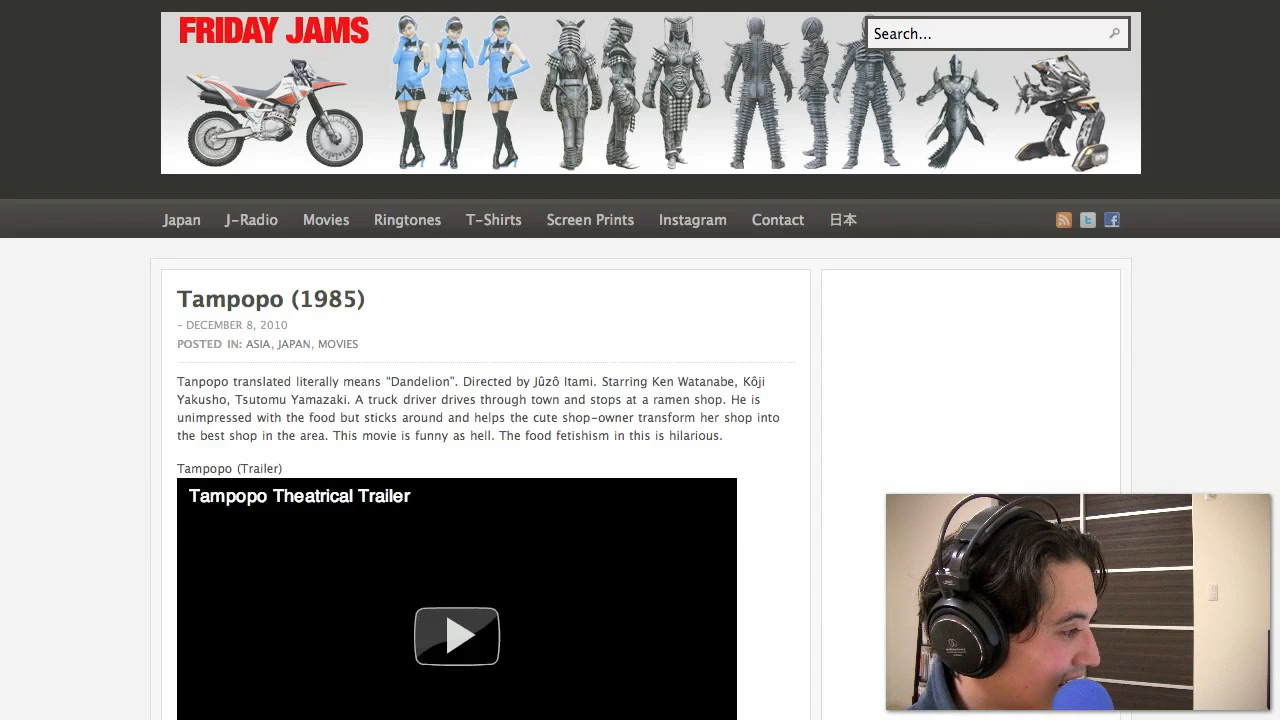 FRIDAY JAMS
Search...
Japan J-Radio Movies Ringtones T-Shirts Screen Prints Instagram Contact 日本
Tampopo (1985)
- DECEMBER 8, 2010
POSTED IN: ASIA, JAPAN, MOVIES
Tanpopo translated literally means “Dandelion”. Directed by Jûzô Itami. Starring Ken Watanabe, Kôji
Yakusho, Tsutomu Yamazaki. A truck driver drives through town and stops at a ramen shop. He is
unimpressed with the food but sticks around and helps the cute shop-owner transform her shop into
the best shop in the area. This movie is funny as hell. The food fetishism in this is hilarious.
Tampopo (Trailer)
Tampopo Theatrical Trailer